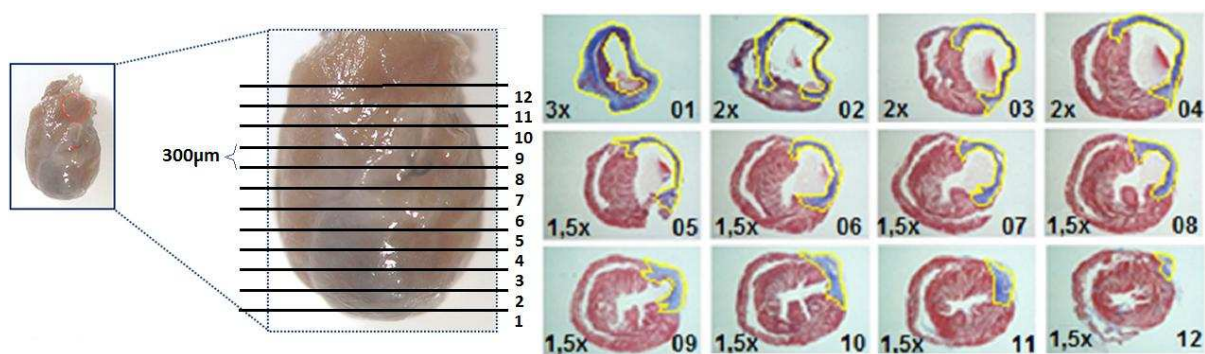 300µm
12
11
10
9
8
7
6
5
4
3
2
1
3x 01
2x 02
2x 03
2x 04
1,5x 05
1,5x 06
1,5x 07
1,5x 08
1,5x 09
1,5x 10
1,5x 11
1,5x 12